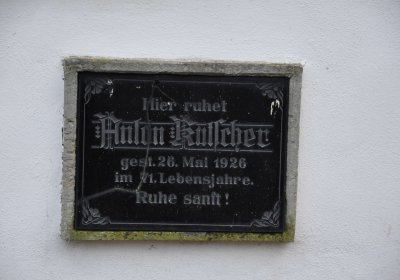 Hier ruhet
Anton Kutscher
gest. 26. Mai 1926
im 71. Lebensjahre.
Ruhe sanft!